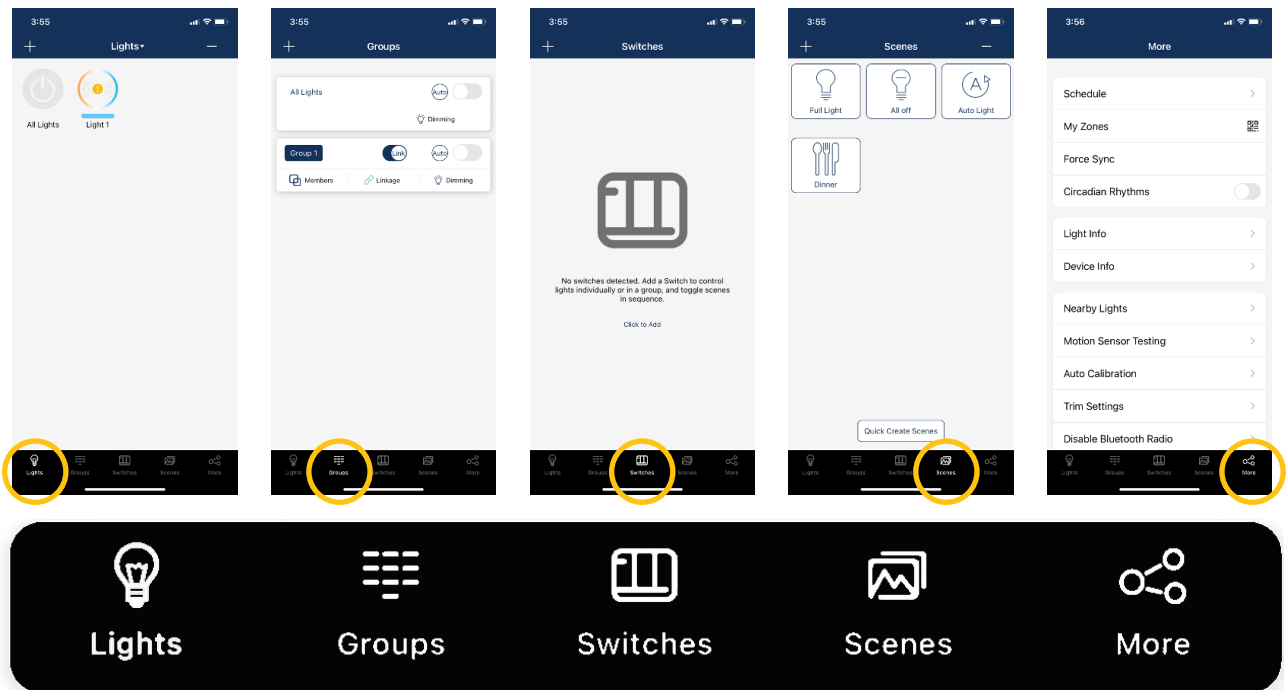 3:55
Lights
All Lights
Light 1
Lights
Groups
Switches
Scenes
More
3:55
Groups
All Lights
Auto
Dimming
Group 1
Link
Auto
Members
Linkage
Dimming
Lights
Groups
Switches
Scenes
More
3:55
Switches
No switches detected. Add a Switch to control
lights individually or in a group, and toggle scenes
in sequence.
Click to Add
Lights
Groups
Switches
Scenes
More
3:55
Scenes
Full Light
All off
A
Auto Light
Dinner
Quick Create Scenes
Lights
Groups
Switches
Scenes
More
3:56
More
Schedule
My Zones
Force Sync
Circadian Rhythms
Light Info
Device Info
Nearby Lights
Motion Sensor Testing
Auto Calibration
Trim Settings
Disable Bluetooth Radio
Lights
Groups
Switches
Scenes
More
Lights
Groups
Switches
Scenes
More